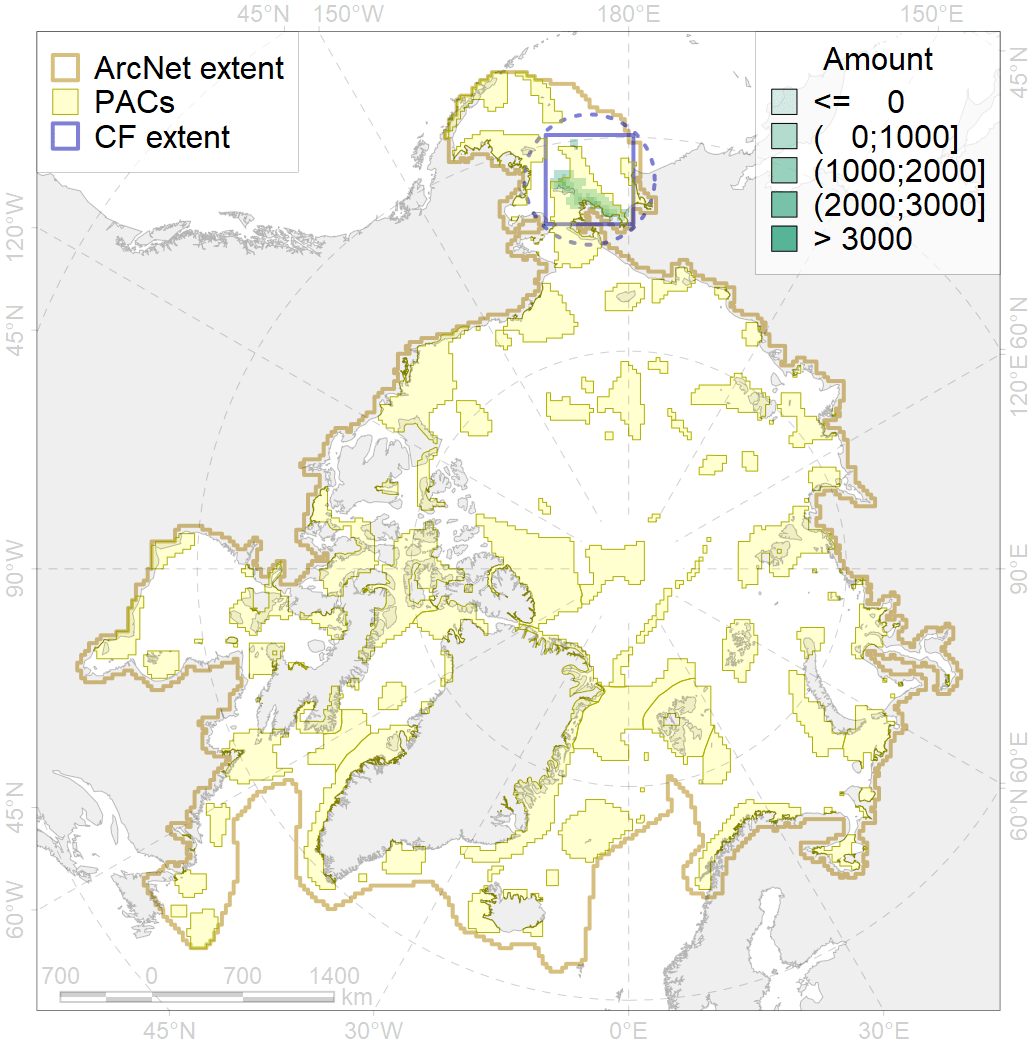 45°N 150°W 180°E 150°E
ArcNet extent
PACs
CF extent
Amount
<= 0
( 0;1000]
(1000;2000]
(2000;3000]
> 3000
45°N
120°W
60°N
45°N
120°E
90°W
90°E
45°N
60°E
60°N
60°W
700 0 700 1400
km
45°N 30°W 0°E 30°E